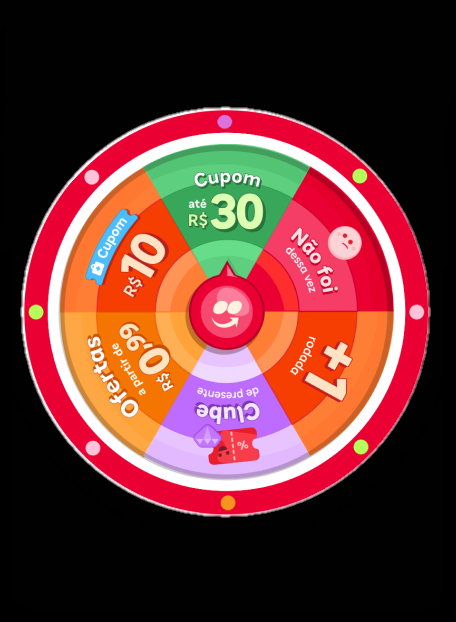 Cupom
até
R$30
Não foi
dessa vez
+1
rodada
Clube
de presente
%
Ofertas
a partir de
R$0,99
Cupom
R$10